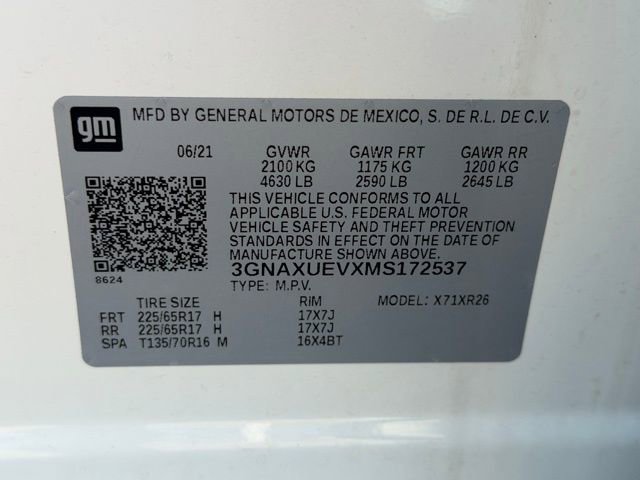 gm
MFD BY GENERAL MOTORS DE MEXICO, S. DE R.L. DE C.V.
06/21 GVWR GAWR FRT GAWR RR
2100 KG 1175 KG 1200 KG
4630 LB 2590 LB 2645 LB
THIS VEHICLE CONFORMS TO ALL
APPLICABLE U.S. FEDERAL MOTOR
VEHICLE SAFETY AND THEFT PREVENTION
STANDARDS IN EFFECT ON THE DATE OF
MANUFACTURE SHOWN ABOVE.
8624 3GNAXUEVXMS172537
TYPE: M.P.V.
TIRE SIZE RIM MODEL: X71XR26
FRT 225/65R17 H 17X7J
RR 225/65R17 H 17X7J
SPA T135/70R16 M 16X4BT